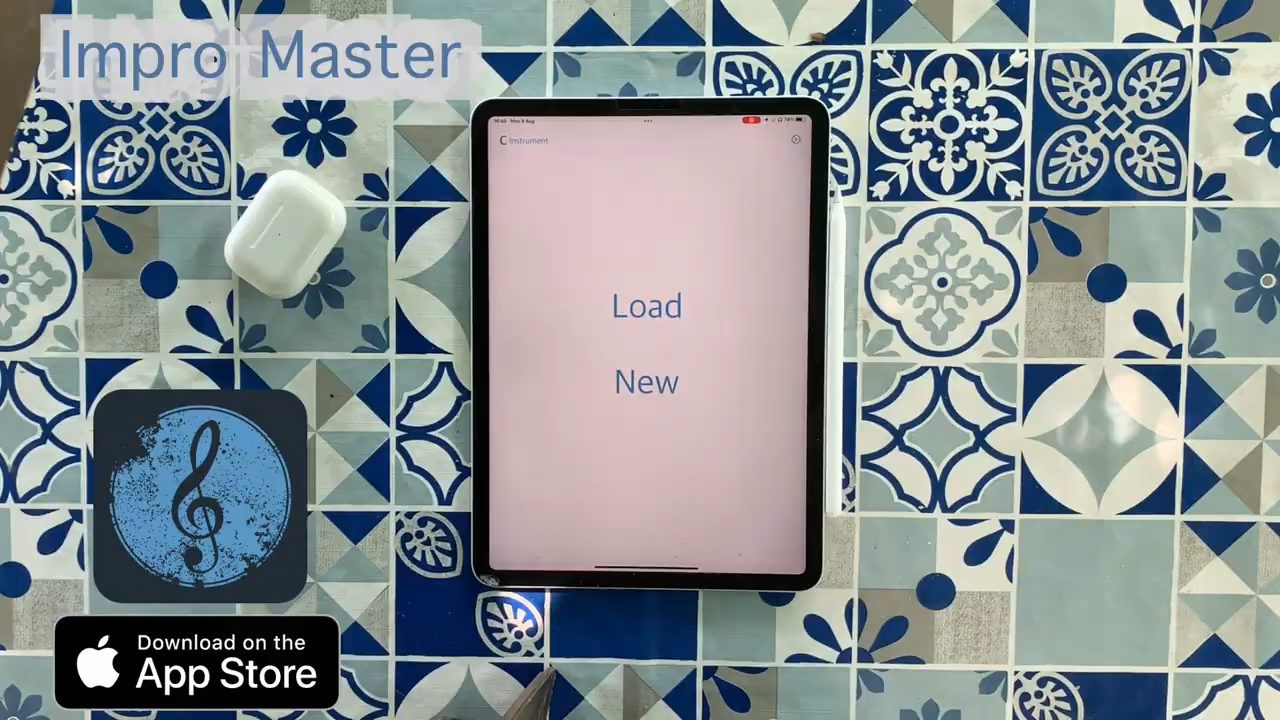 Impro Master
C Instrument
Load
New
Download on the
App Store